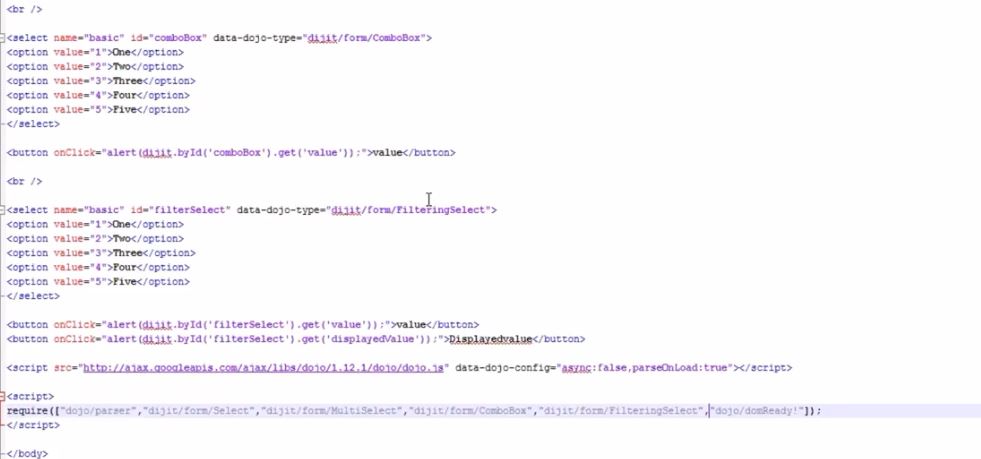 <br />
<select name="basic" id="comboBox" data-dojo-type="dijit/form/ComboBox">
<option value="1">One</option>
<option value="2">Two</option>
<option value="3">Three</option>
<option value="4">Four</option>
<option value="5">Five</option>
</select>
<button onClick="alert(dijit.byId('comboBox').get('value'));">value</button>
<br />
<select name="basic" id="filterSelect" data-dojo-type="dijit/form/FilteringSelect">
<option value="1">One</option>
<option value="2">Two</option>
<option value="3">Three</option>
<option value="4">Four</option>
<option value="5">Five</option>
</select>
<button onClick="alert(dijit.byId('filterSelect').get('value'));">value</button>
<button onClick="alert(dijit.byId('filterSelect').get('displayedValue'));">Displayedvalue</button>
<script src="http://ajax.googleapis.com/ajax/libs/dojo/1.12.1/dojo/dojo.js" data-dojo-config="async:false,parseOnLoad:true"></script>
<script>
require(["dojo/parser","dijit/form/Select","dijit/form/MultiSelect","dijit/form/ComboBox","dijit/form/FilteringSelect","dojo/domReady!"]);
</script>
</body>